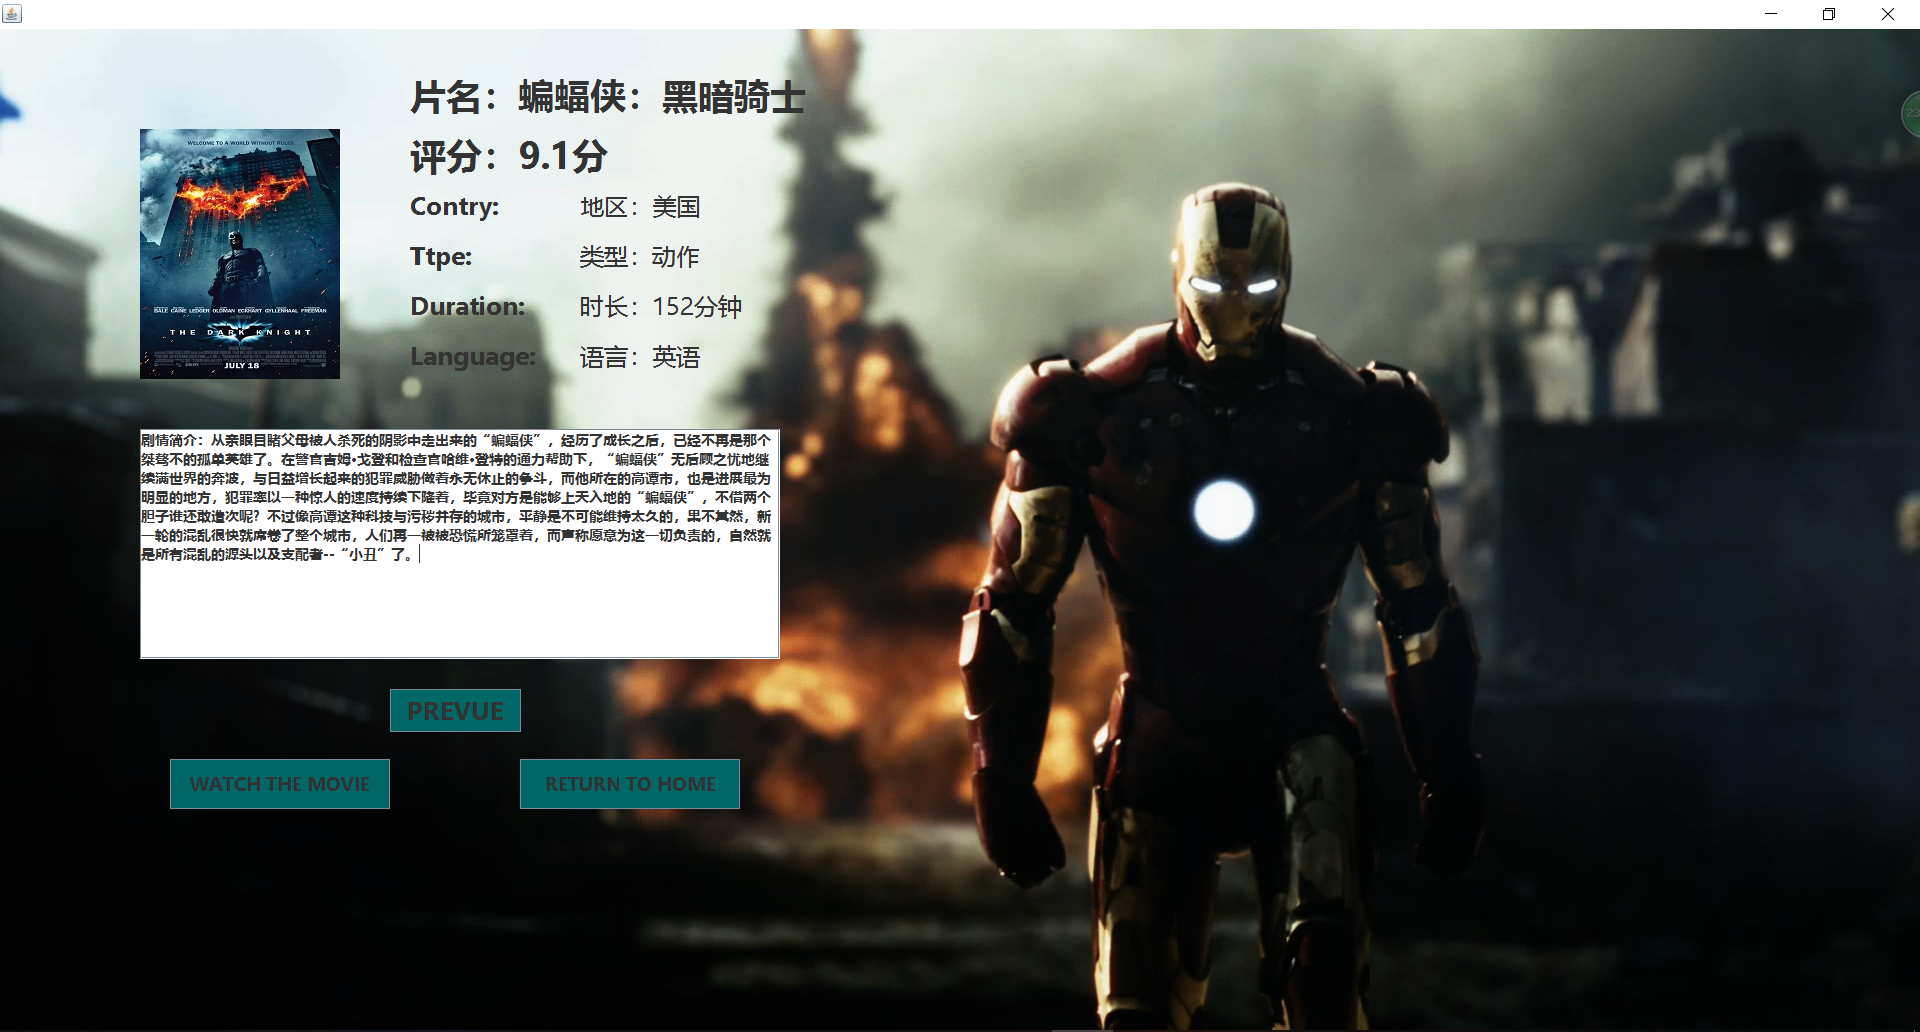 片名：蝙蝠侠：黑暗骑士
评分：9.1分
Contry: 地区：美国
Ttpe: 类型：动作
Duration: 时长：152分钟
Language: 语言：英语
WELCOME TO A WORLD WITHOUT RULES.
BALE CAINE LEDGER OLDMAN ECKHART GYLLENHAAL FREEMAN
THE DARK KNIGHT
JULY 18
剧情简介：从亲眼目睹父母被人杀死的阴影中走出来的“蝙蝠侠”，经历了成长之后，已经不再是那个
桀骜不的孤单英雄了。在警官吉姆·戈登和检查官哈维·登特的通力帮助下，“蝙蝠侠”无后顾之忧地继
续满世界的奔波，与日益增长起来的犯罪威胁做着永无休止的争斗，而他所在的高谭市，也是进展最为
明显的地方，犯罪率以一种惊人的速度持续下降着，毕竟对方是能够上天入地的“蝙蝠侠”，不借两个
胆子谁还敢造次呢？不过像高谭这种科技与污秽并存的城市，平静是不可能维持太久的，果不其然，新
一轮的混乱很快就席卷了整个城市，人们再一被被恐慌所笼罩着，而声称愿意为这一切负责的，自然就
是所有混乱的源头以及支配者--“小丑”了。
PREVUE
WATCH THE MOVIE
RETURN TO HOME
23